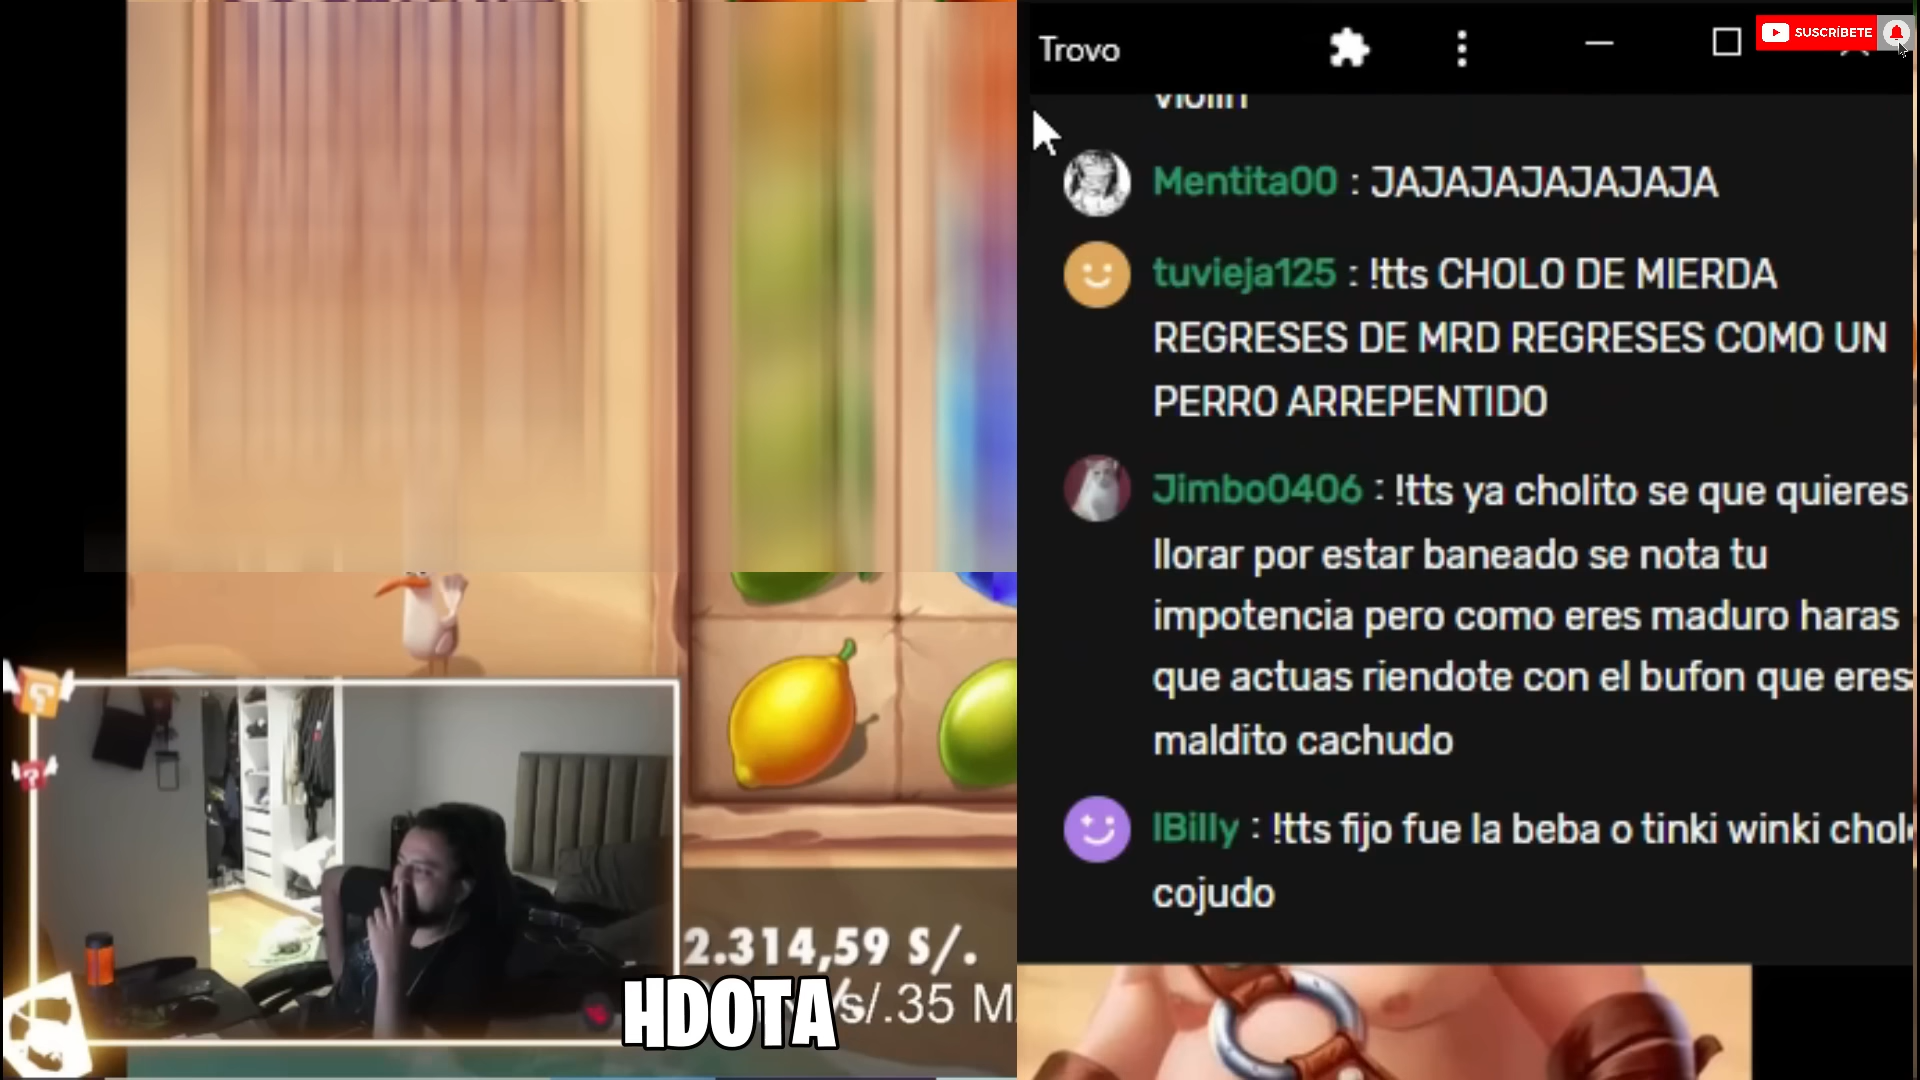 Trovo
SUSCRÍBETE
violin
Mentita00 : JAJAJAJAJAJAJA
tuvieja125 : !tts CHOLO DE MIERDA
REGRESES DE MRD REGRESES COMO UN
PERRO ARREPENTIDO
Jimbo0406 : !tts ya cholito se que quieres
llorar por estar baneado se nota tu
impotencia pero como eres maduro haras
que actuas riendote con el bufon que eres
maldito cachudo
lBilly : !tts fijo fue la beba o tinki winki
cojudo
2.314,59 S/.
s/.35
HDOTA